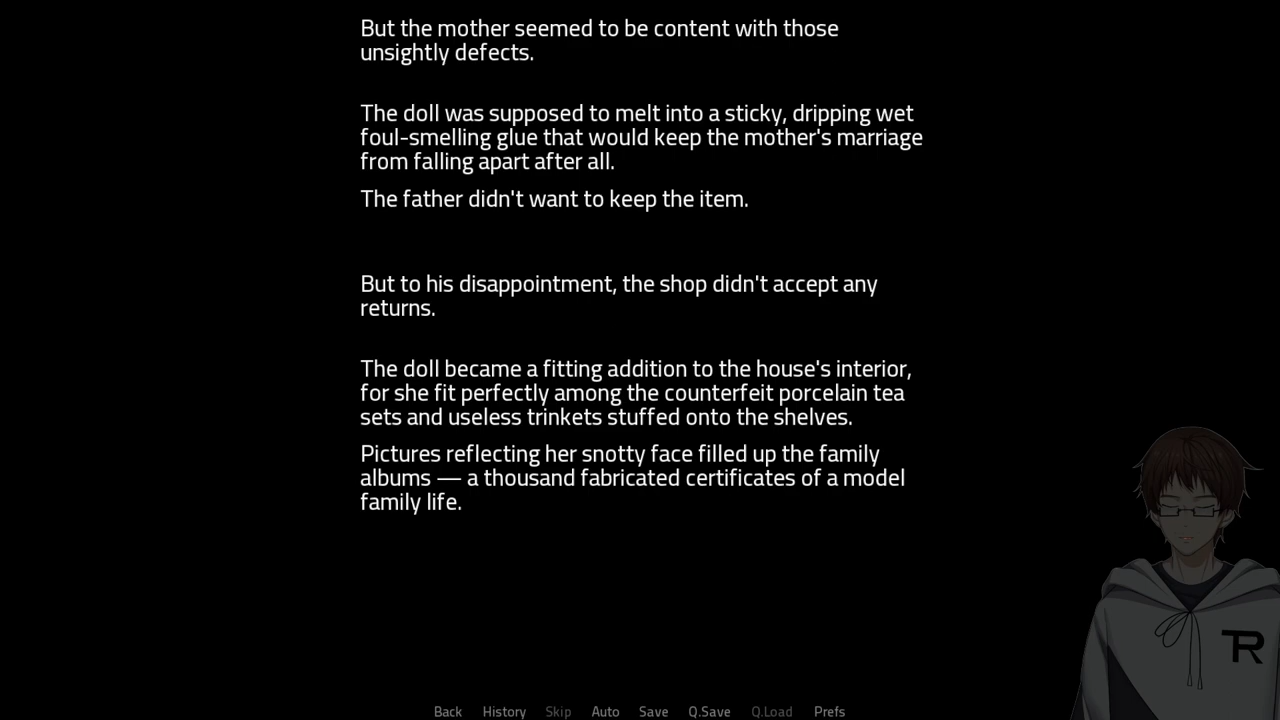 But the mother seemed to be content with those
unsightly defects.
The doll was supposed to melt into a sticky, dripping wet
foul-smelling glue that would keep the mother's marriage
from falling apart after all.
The father didn't want to keep the item.
But to his disappointment, the shop didn't accept any
returns.
The doll became a fitting addition to the house's interior,
for she fit perfectly among the counterfeit porcelain tea
sets and useless trinkets stuffed onto the shelves.
Pictures reflecting her snotty face filled up the family
albums — a thousand fabricated certificates of a model
family life.
TR
Back History Skip Auto Save Q.Save Q.Load Prefs